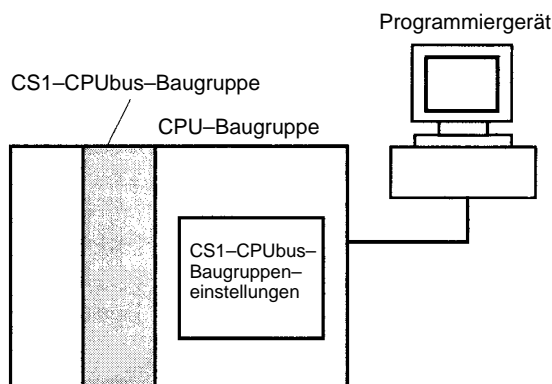 Programmiergerät
CS1–CPUbus–Baugruppe
CPU–Baugruppe
CS1–CPUbus–
Baugruppen–
einstellungen